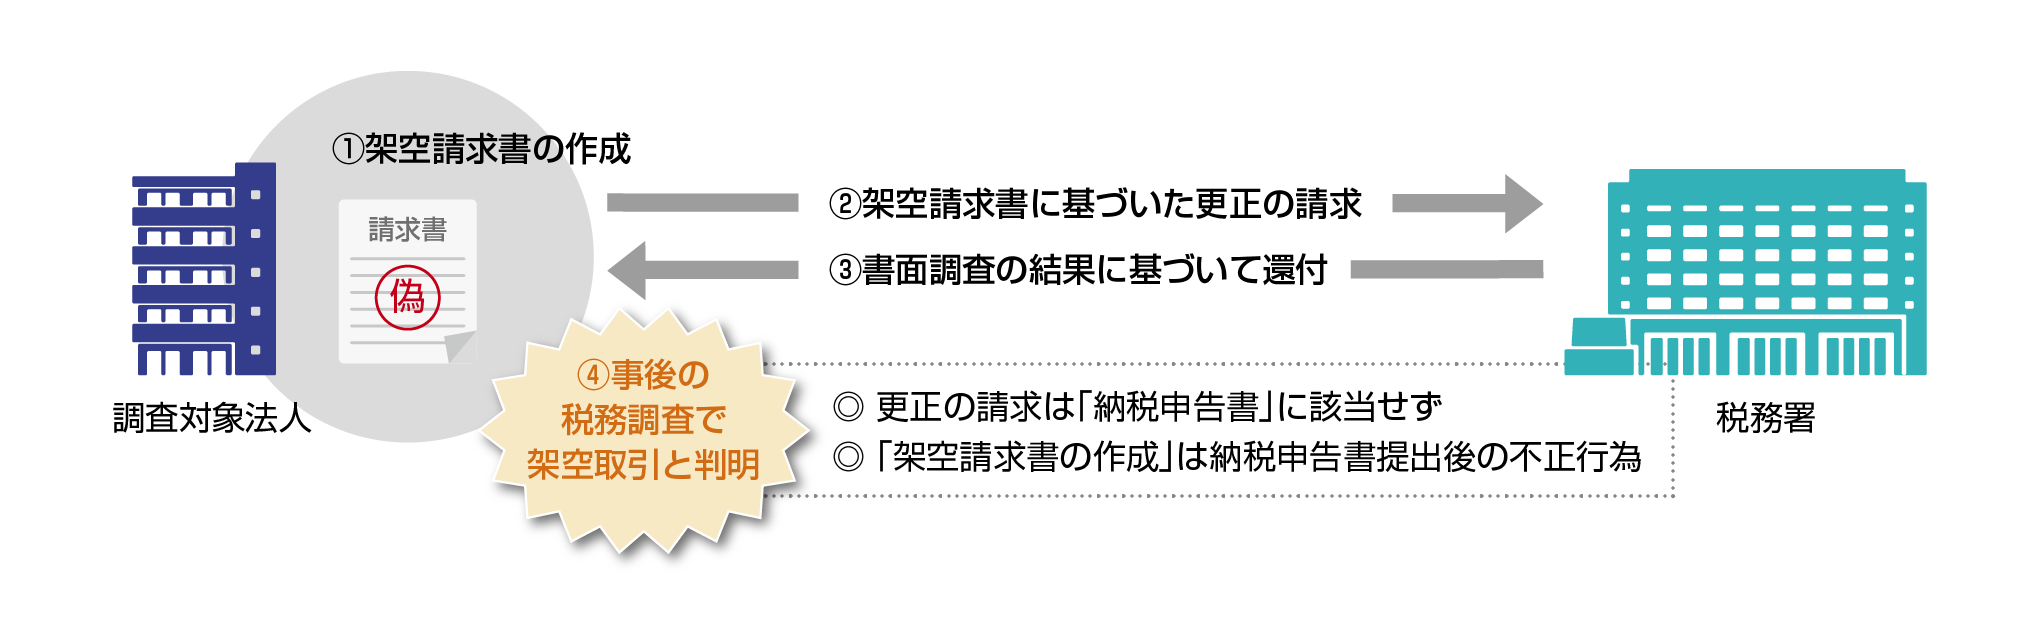 ①架空請求書の作成
請求書
偽
②架空請求書に基づいた更正の請求
③書面調査の結果に基づいて還付
④事後の
税務調査で
架空取引と判明
◎ 更正の請求は「納税申告書」に該当せず
◎ 「架空請求書の作成」は納税申告書提出後の不正行為
調査対象法人
税務署